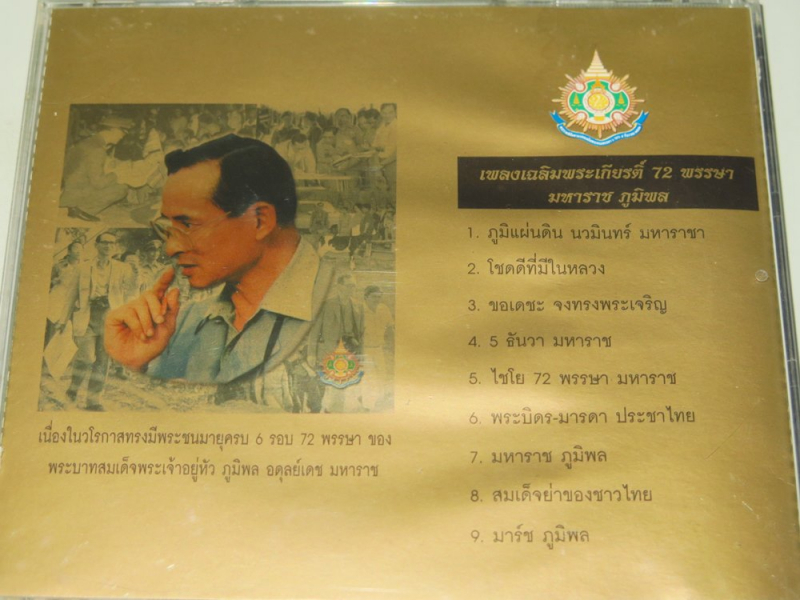 เพลงเฉลิมพระเกียรติ์ 72 พรรษา
มหาราช ภูมิพล
1. ภูมิแผ่นดิน นวมินทร์ มหาราชา
2. โชดดีที่มีในหลวง
3. ขอเดชะ จงทรงพระเจริญ
4. 5 ธันวา มหาราช
5. ไชโย 72 พรรษา มหาราช
6. พระบิดร-มารดา ประชาไทย
7. มหาราช ภูมิพล
8. สมเด็จย่าของชาวไทย
9. มาร์ช ภูมิพล
เนื่องในวโรกาสทรงมีพระชนมายุครบ 6 รอบ 72 พรรษา ของ
พระบาทสมเด็จพระเจ้าอยู่หัว ภูมิพล อดุลย์เดช มหาราช